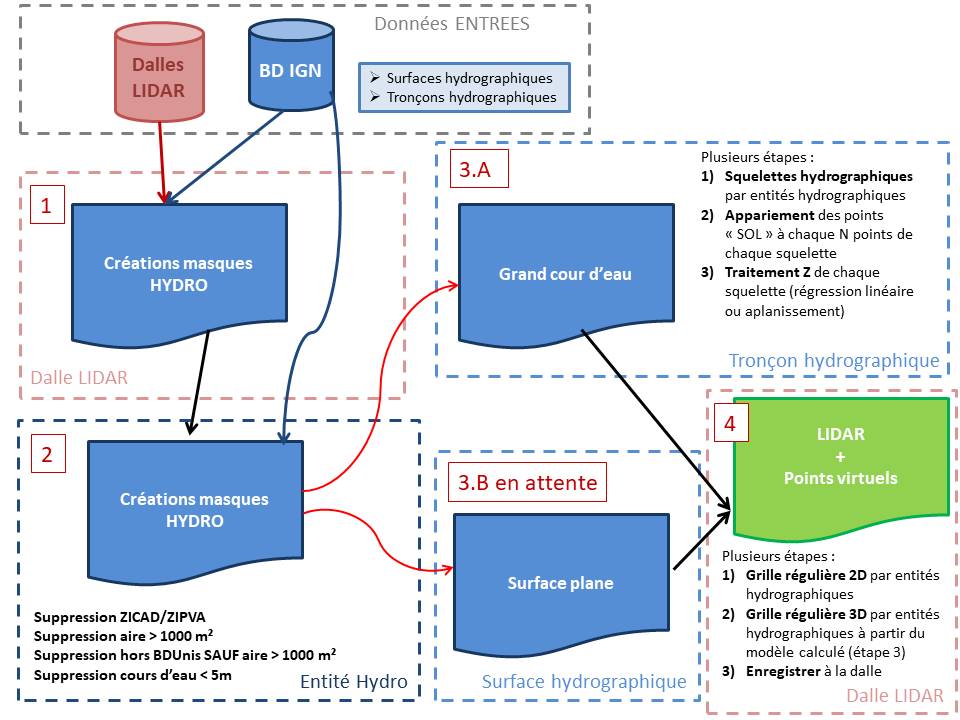 Données ENTREES
Dalles
LIDAR
BD IGN
➢ Surfaces hydrographiques
➢ Tronçons hydrographiques
1
Créations masques
HYDRO
Dalle LIDAR
2
Créations masques
HYDRO
Suppression ZICAD/ZIPVA
Suppression aire > 1000 m²
Suppression hors BDUnis SAUF aire > 1000 m²
Suppression cours d'eau < 5m
Entité Hydro
3.A
Grand cour d'eau
Plusieurs étapes :
1) Squelettes hydrographiques
par entités hydrographiques
2) Appariement des points
« SOL » à chaque N points de
chaque squelette
3) Traitement Z de chaque
squelette (régression linéaire
ou aplanissement)
Tronçon hydrographique
3.B en attente
Surface plane
Surface hydrographique
4
LIDAR
+
Points virtuels
Plusieurs étapes :
1) Grille régulière 2D par entités
hydrographiques
2) Grille régulière 3D par entités
hydrographiques à partir du
modèle calculé (étape 3)
3) Enregistrer à la dalle
Dalle LIDAR